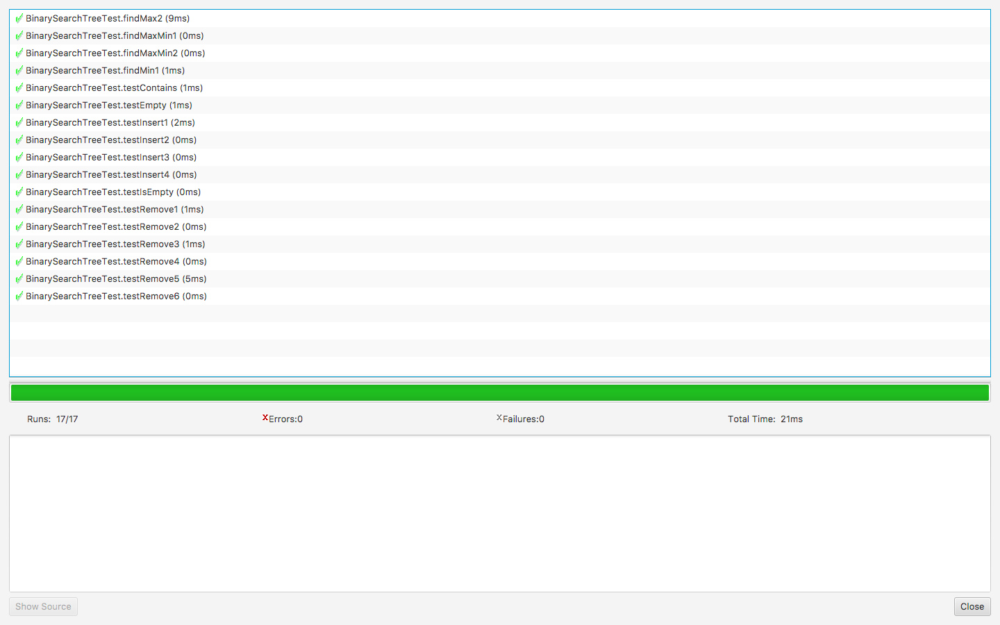 BinarySearchTreeTest.findMax2 (9ms)
BinarySearchTreeTest.findMaxMin1 (0ms)
BinarySearchTreeTest.findMaxMin2 (0ms)
BinarySearchTreeTest.findMin1 (1ms)
BinarySearchTreeTest.testContains (1ms)
BinarySearchTreeTest.testEmpty (1ms)
BinarySearchTreeTest.testInsert1 (2ms)
BinarySearchTreeTest.testInsert2 (0ms)
BinarySearchTreeTest.testInsert3 (0ms)
BinarySearchTreeTest.testInsert4 (0ms)
BinarySearchTreeTest.testIsEmpty (0ms)
BinarySearchTreeTest.testRemove1 (1ms)
BinarySearchTreeTest.testRemove2 (0ms)
BinarySearchTreeTest.testRemove3 (1ms)
BinarySearchTreeTest.testRemove4 (0ms)
BinarySearchTreeTest.testRemove5 (5ms)
BinarySearchTreeTest.testRemove6 (0ms)
Runs: 17/17 Errors:0 Failures:0 Total Time: 21ms
Show Source Close